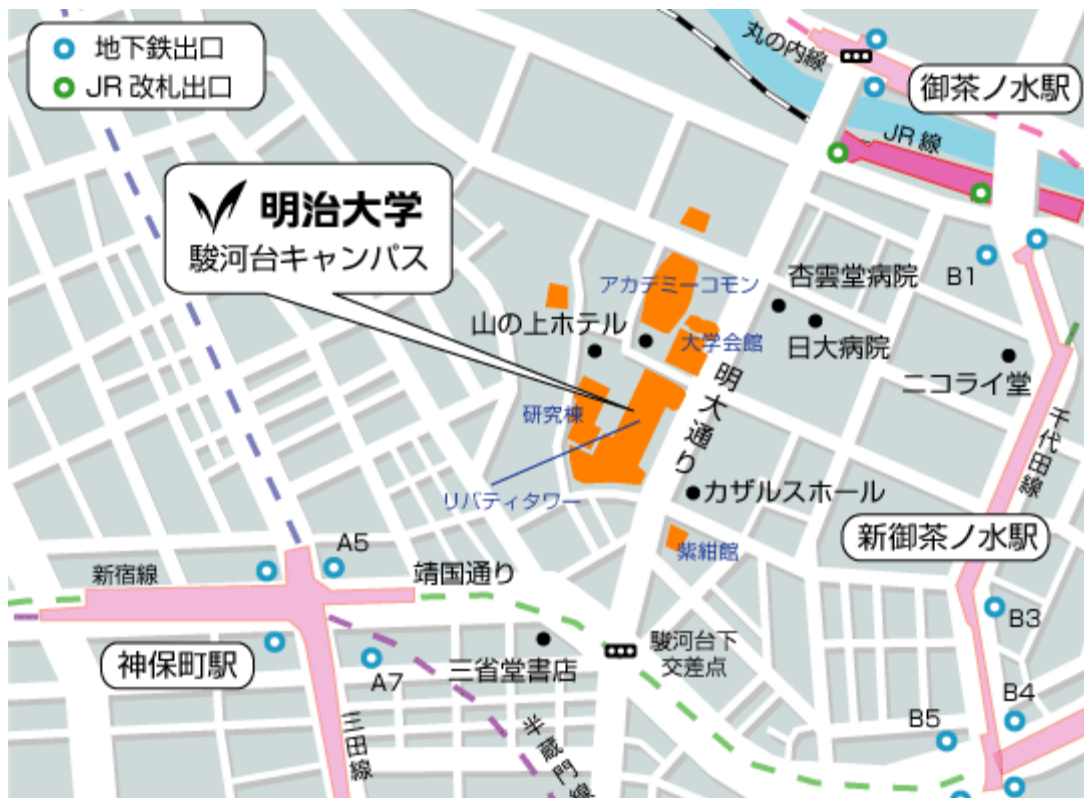 地下鉄出口
JR 改札出口
丸の内線
御茶ノ水駅
JR 線
明治大学
駿河台キャンパス
アカデミーコモン
杏雲堂病院
B1
山の上ホテル
大学会館
日大病院
ニコライ堂
明大通り
研究棟
千代田線
リバティタワー
カザルスホール
新御茶ノ水駅
紫紺館
A5
新宿線
靖国通り
B3
神保町駅
A7
三省堂書店
駿河台下
交差点
B4
B5
三田線
半蔵門線